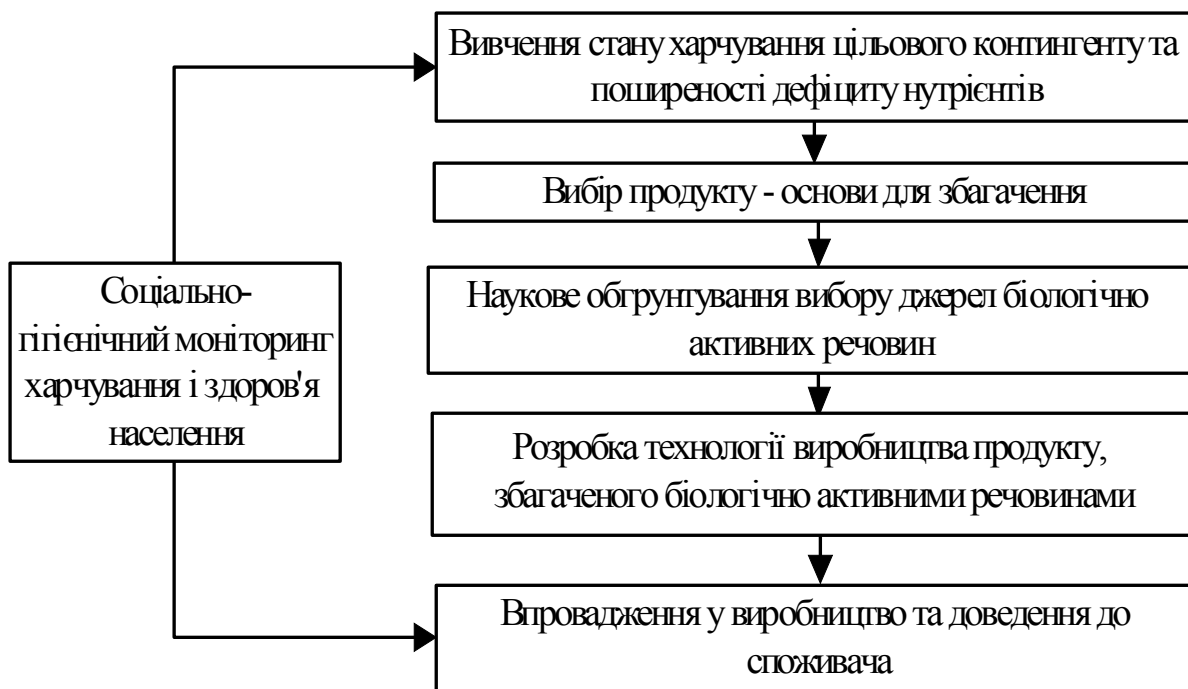 Вивчення стану харчування цільового контингенту та
поширеності дефіциту нутрієнтів
Вибір продукту - основи для збагачення
Соціально-
гігієнічний моніторинг
харчування і здоров'я
населення
Наукове обгрунтування вибору джерел біологічно
активних речовин
Розробка технології виробництва продукту,
збагаченого біологічно активними речовинами
Впровадження у виробництво та доведення до
споживача